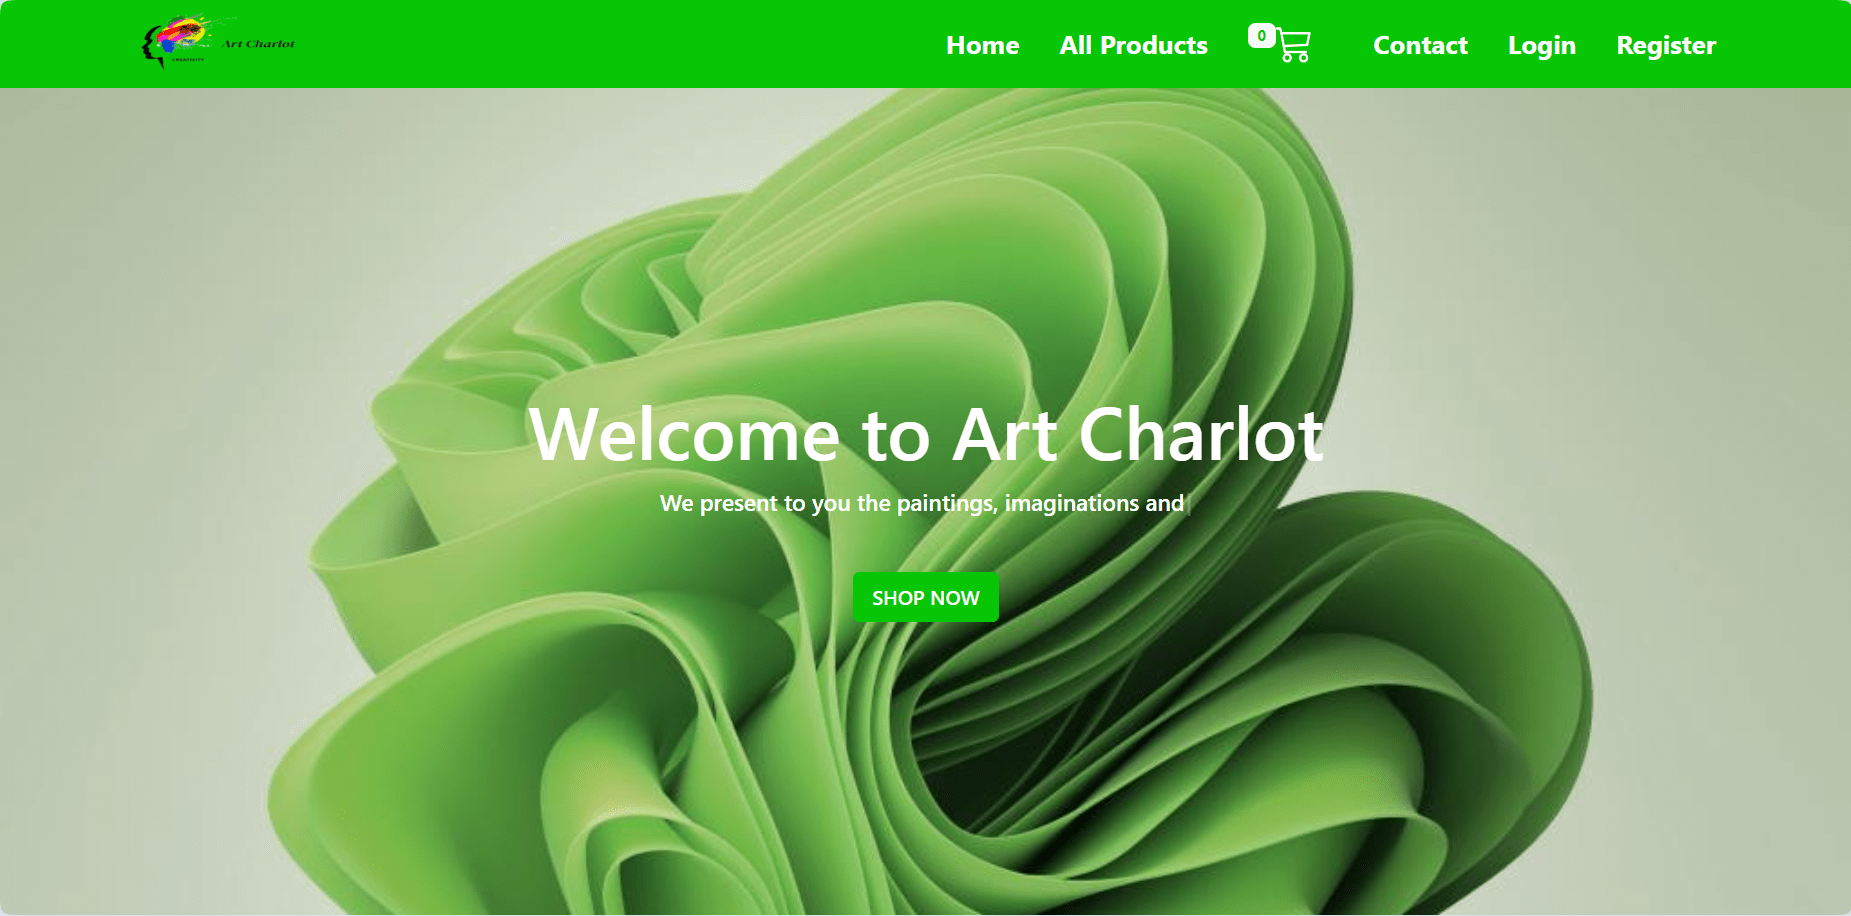 Art Charlot
CREATIVITY
Home
All Products
0
Contact
Login
Register
Welcome to Art Charlot
We present to you the paintings, imaginations and
SHOP NOW